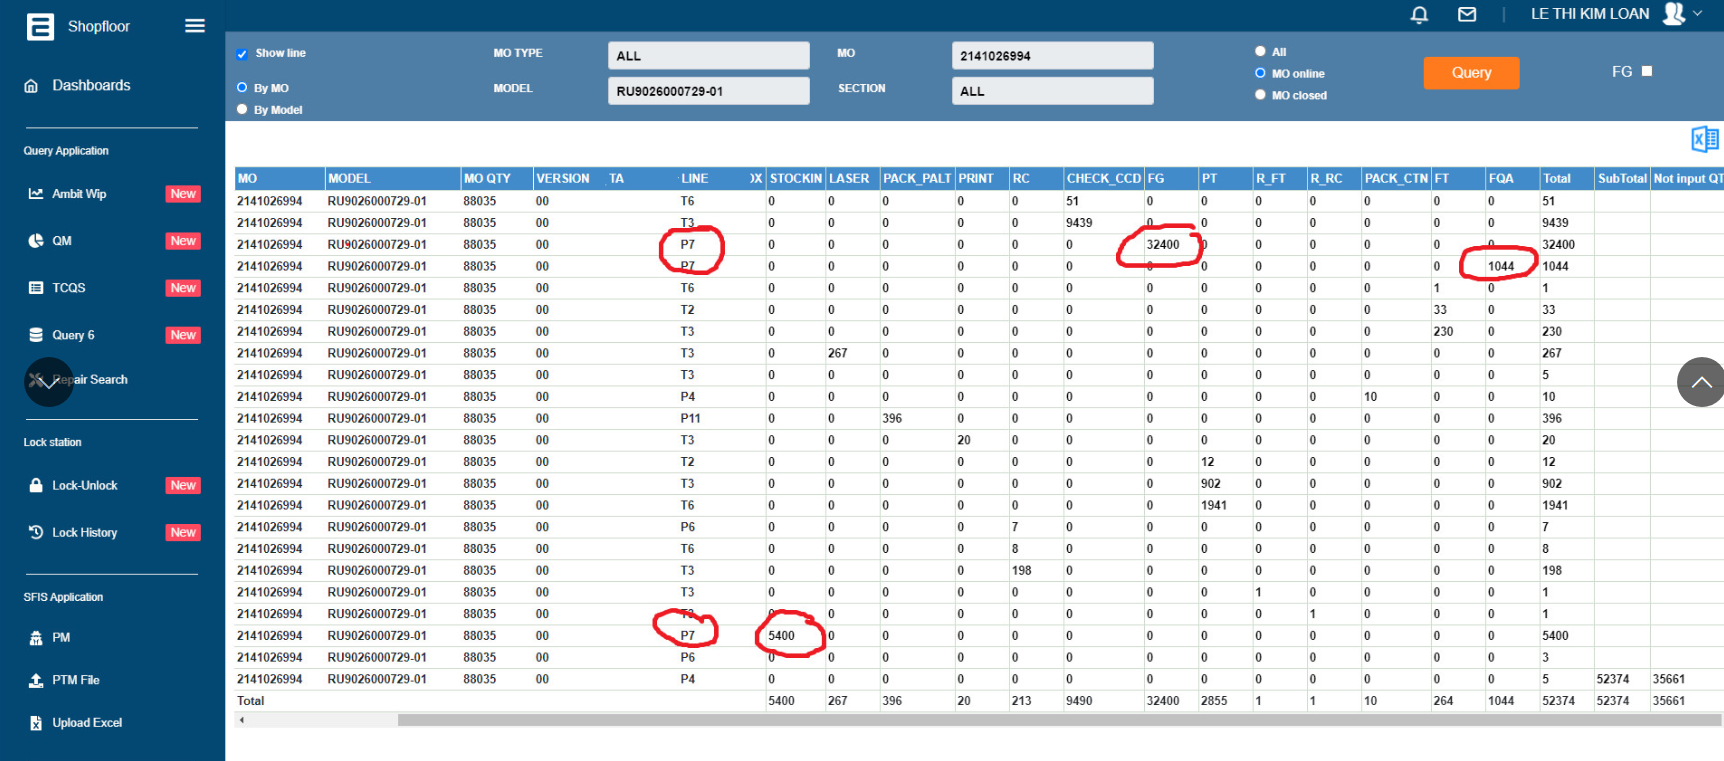 Shopfloor
LE THI KIM LOAN
Dashboards
Query Application
Ambit Wip New
QM New
TCQS New
Query 6 New
Repair Search
Lock station
Lock-Unlock New
Lock History New
SFIS Application
PM
PTM File
Upload Excel
Show line MO TYPE ALL MO 2141026994 All
By MO MODEL RU9026000729-01 SECTION ALL MO online Query FG
By Model MO closed
MO MODEL MO QTY VERSION TA LINE STOCKIN LASER PACK_PALT PRINT RC CHECK_CCD FG PT R_FT R_RC PACK_CTN FT FQA Total SubTotal Not input QT
2141026994 RU9026000729-01 88035 00 T6 0 0 0 0 0 51 0 0 0 0 0 0 0 51
2141026994 RU9026000729-01 88035 00 T3 0 0 0 0 0 9439 0 0 0 0 0 0 0 9439
2141026994 RU9026000729-01 88035 00 P7 0 0 0 0 0 0 32400 0 0 0 0 0 0 32400
2141026994 RU9026000729-01 88035 00 P7 0 0 0 0 0 0 0 0 0 0 0 0 1044 1044
2141026994 RU9026000729-01 88035 00 T6 0 0 0 0 0 0 0 0 0 0 0 1 0 1
2141026994 RU9026000729-01 88035 00 T2 0 0 0 0 0 0 0 0 0 0 0 33 0 33
2141026994 RU9026000729-01 88035 00 T3 0 0 0 0 0 0 0 0 0 0 0 230 0 230
2141026994 RU9026000729-01 88035 00 T3 0 267 0 0 0 0 0 0 0 0 0 0 0 267
2141026994 RU9026000729-01 88035 00 T3 0 0 0 0 0 0 0 0 0 0 0 0 0 5
2141026994 RU9026000729-01 88035 00 P4 0 0 0 0 0 0 0 0 0 0 10 0 0 10
2141026994 RU9026000729-01 88035 00 P11 0 0 396 0 0 0 0 0 0 0 0 0 0 396
2141026994 RU9026000729-01 88035 00 T3 0 0 0 20 0 0 0 0 0 0 0 0 0 20
2141026994 RU9026000729-01 88035 00 T2 0 0 0 0 0 0 0 12 0 0 0 0 0 12
2141026994 RU9026000729-01 88035 00 T3 0 0 0 0 0 0 0 902 0 0 0 0 0 902
2141026994 RU9026000729-01 88035 00 T6 0 0 0 0 0 0 0 1941 0 0 0 0 0 1941
2141026994 RU9026000729-01 88035 00 P6 0 0 0 0 7 0 0 0 0 0 0 0 0 7
2141026994 RU9026000729-01 88035 00 T6 0 0 0 0 8 0 0 0 0 0 0 0 0 8
2141026994 RU9026000729-01 88035 00 T3 0 0 0 0 198 0 0 0 0 0 0 0 0 198
2141026994 RU9026000729-01 88035 00 T3 0 0 0 0 0 0 0 0 1 0 0 0 0 1
2141026994 RU9026000729-01 88035 00 T3 0 0 0 0 0 0 0 0 0 1 0 0 0 1
2141026994 RU9026000729-01 88035 00 P7 5400 0 0 0 0 0 0 0 0 0 0 0 0 5400
2141026994 RU9026000729-01 88035 00 P6 0 0 0 0 0 0 0 0 0 0 0 0 0 3
2141026994 RU9026000729-01 88035 00 P4 0 0 0 0 0 0 0 0 0 0 0 0 0 5 52374 35661
Total 5400 267 396 20 213 9490 32400 2855 1 1 10 264 1044 52374 52374 35661